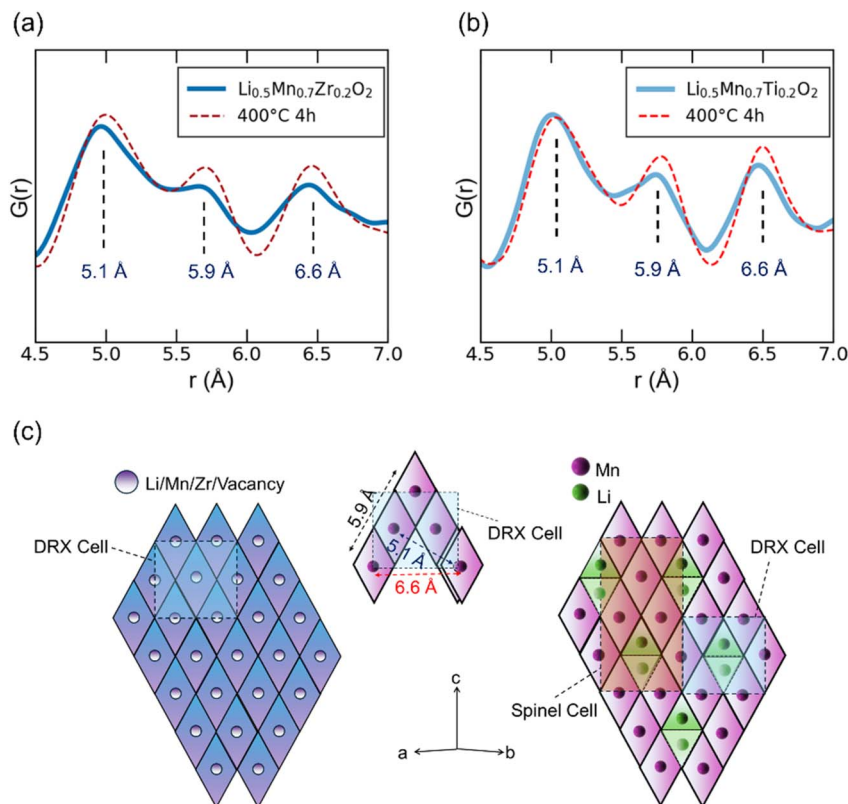 (a)
G(r)
Li0.5Mn0.7Zr0.2O2
400°C 4h
5.1 Å
5.9 Å
6.6 Å
4.5 5.0 5.5 6.0 6.5 7.0
r (Å)
(b)
G(r)
Li0.5Mn0.7Ti0.2O2
400°C 4h
5.1 Å
5.9 Å
6.6 Å
4.5 5.0 5.5 6.0 6.5 7.0
r (Å)
(c)
Li/Mn/Zr/Vacancy
DRX Cell
5.9 Å
5.1 Å
6.6 Å
DRX Cell
c
a
b
Mn
Li
DRX Cell
Spinel Cell